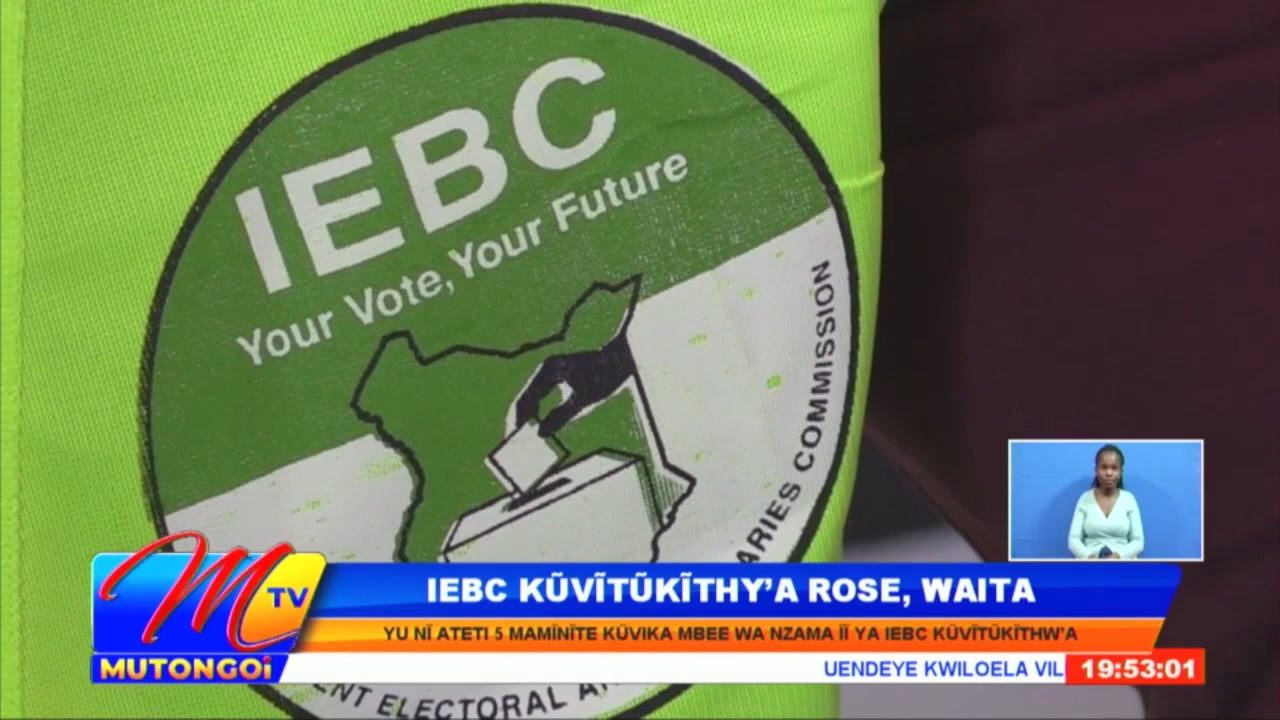 IEBC
Your Vote, Your Future
ARIES COMMISSION
ENT ELECTORAL A
M TV
MUTONGOi
IEBC KŨVĨTŨKĨTHY'A ROSE, WAITA
YU NĨ ATETI 5 MAMĨNĨTE KŨVIKA MBEE WA NZAMA ĨĨ YA IEBC KŨVĨTŨKĨTHW'A
UENDEYE KWILOELA VIL
19:53:01